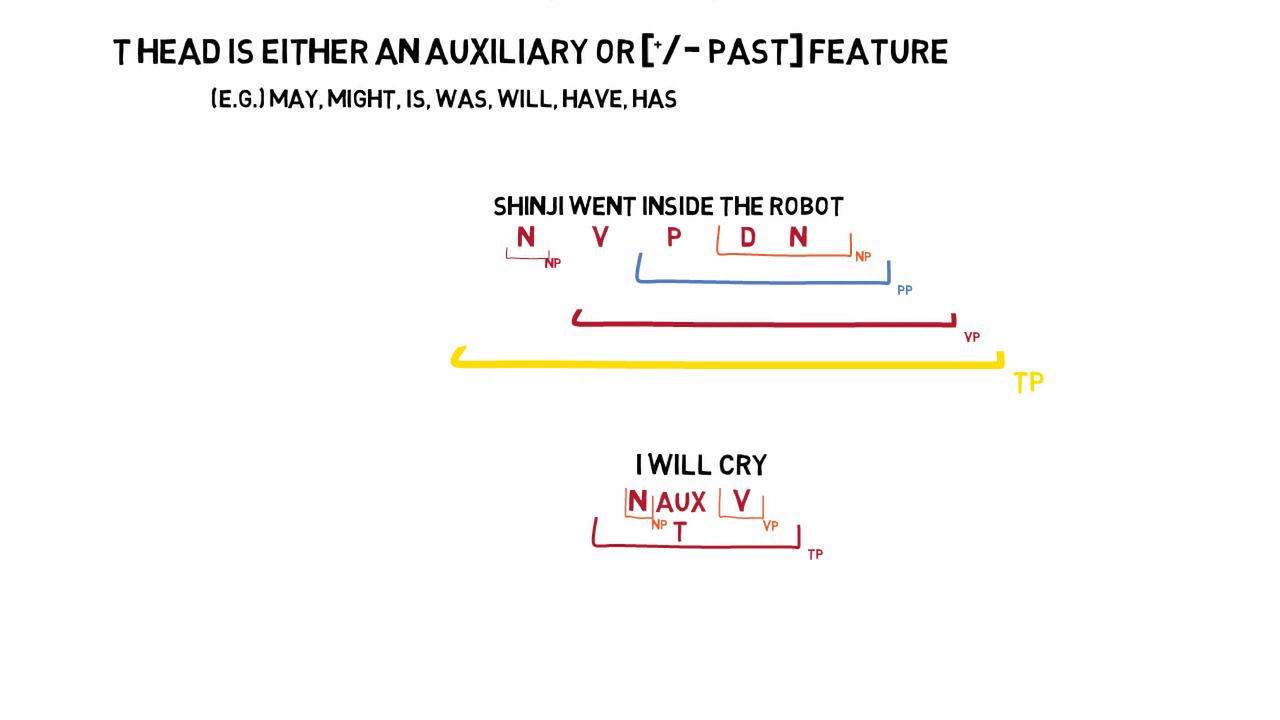 T HEAD IS EITHER AN AUXILIARY OR [+/- PAST] FEATURE
(E.G.) MAY, MIGHT, IS, WAS, WILL, HAVE, HAS
SHINJI WENT INSIDE THE ROBOT
N V P D N
NP NP
PP
VP
TP
I WILL CRY
N AUX V
NP T VP
TP